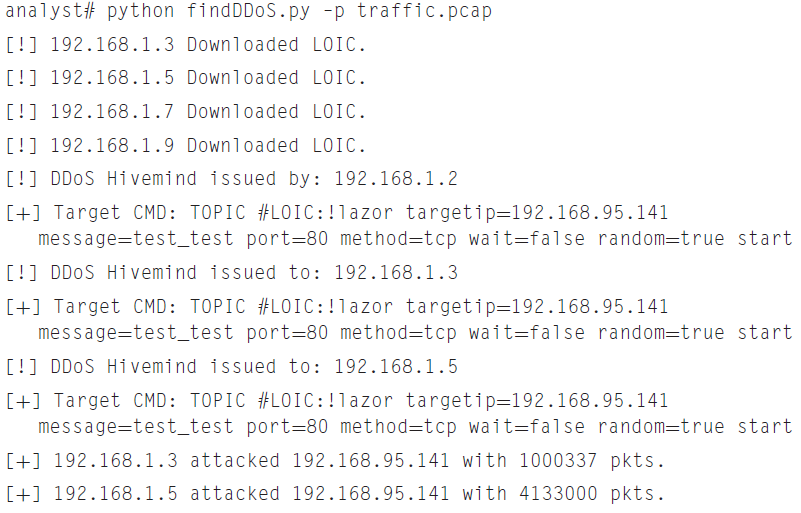 analyst# python findDDoS.py -p traffic.pcap
[!] 192.168.1.3 Downloaded LOIC.
[!] 192.168.1.5 Downloaded LOIC.
[!] 192.168.1.7 Downloaded LOIC.
[!] 192.168.1.9 Downloaded LOIC.
[!] DDoS Hivemind issued by: 192.168.1.2
[+] Target CMD: TOPIC #LOIC:!lazor targetip=192.168.95.141
message=test_test port=80 method=tcp wait=false random=true start
[!] DDoS Hivemind issued to: 192.168.1.3
[+] Target CMD: TOPIC #LOIC:!lazor targetip=192.168.95.141
message=test_test port=80 method=tcp wait=false random=true start
[!] DDoS Hivemind issued to: 192.168.1.5
[+] Target CMD: TOPIC #LOIC:!lazor targetip=192.168.95.141
message=test_test port=80 method=tcp wait=false random=true start
[+] 192.168.1.3 attacked 192.168.95.141 with 1000337 pkts.
[+] 192.168.1.5 attacked 192.168.95.141 with 4133000 pkts.